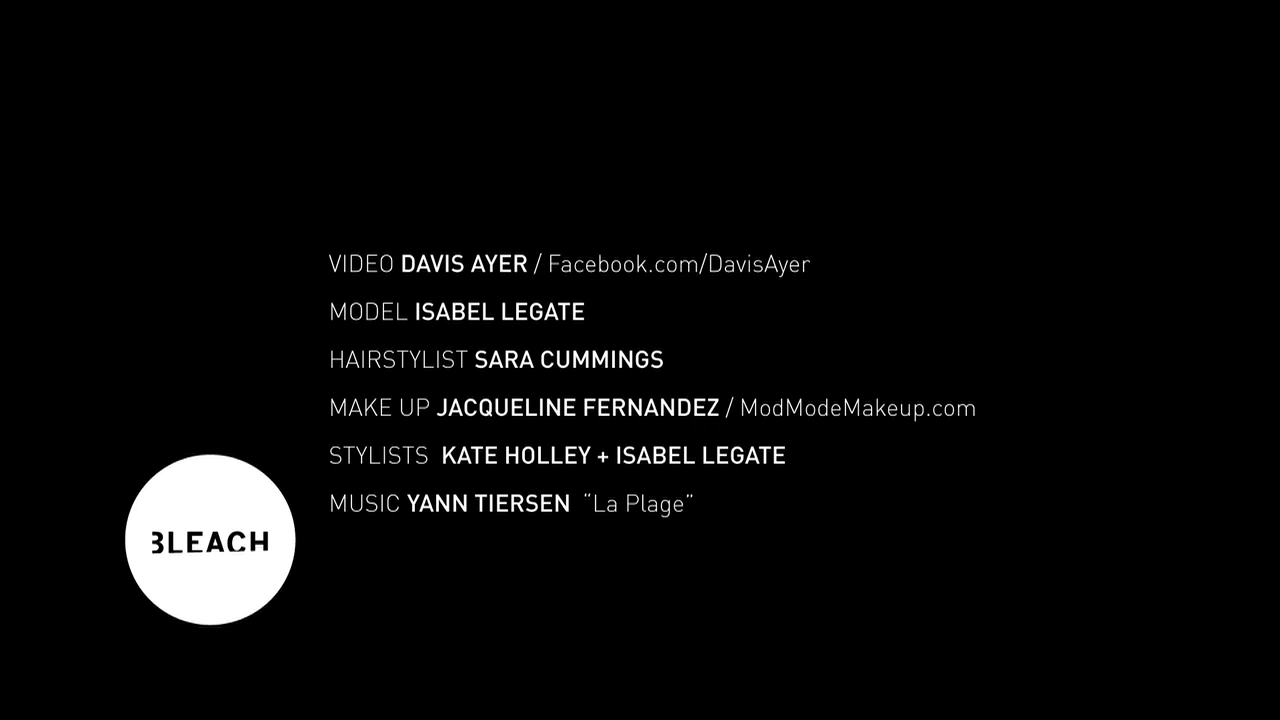 VIDEO DAVIS AYER / Facebook.com/DavisAyer
MODEL ISABEL LEGATE
HAIRSTYLIST SARA CUMMINGS
MAKE UP JACQUELINE FERNANDEZ / ModModeMakeup.com
STYLISTS KATE HOLLEY + ISABEL LEGATE
MUSIC YANN TIERSEN “La Plage”
BLEACH